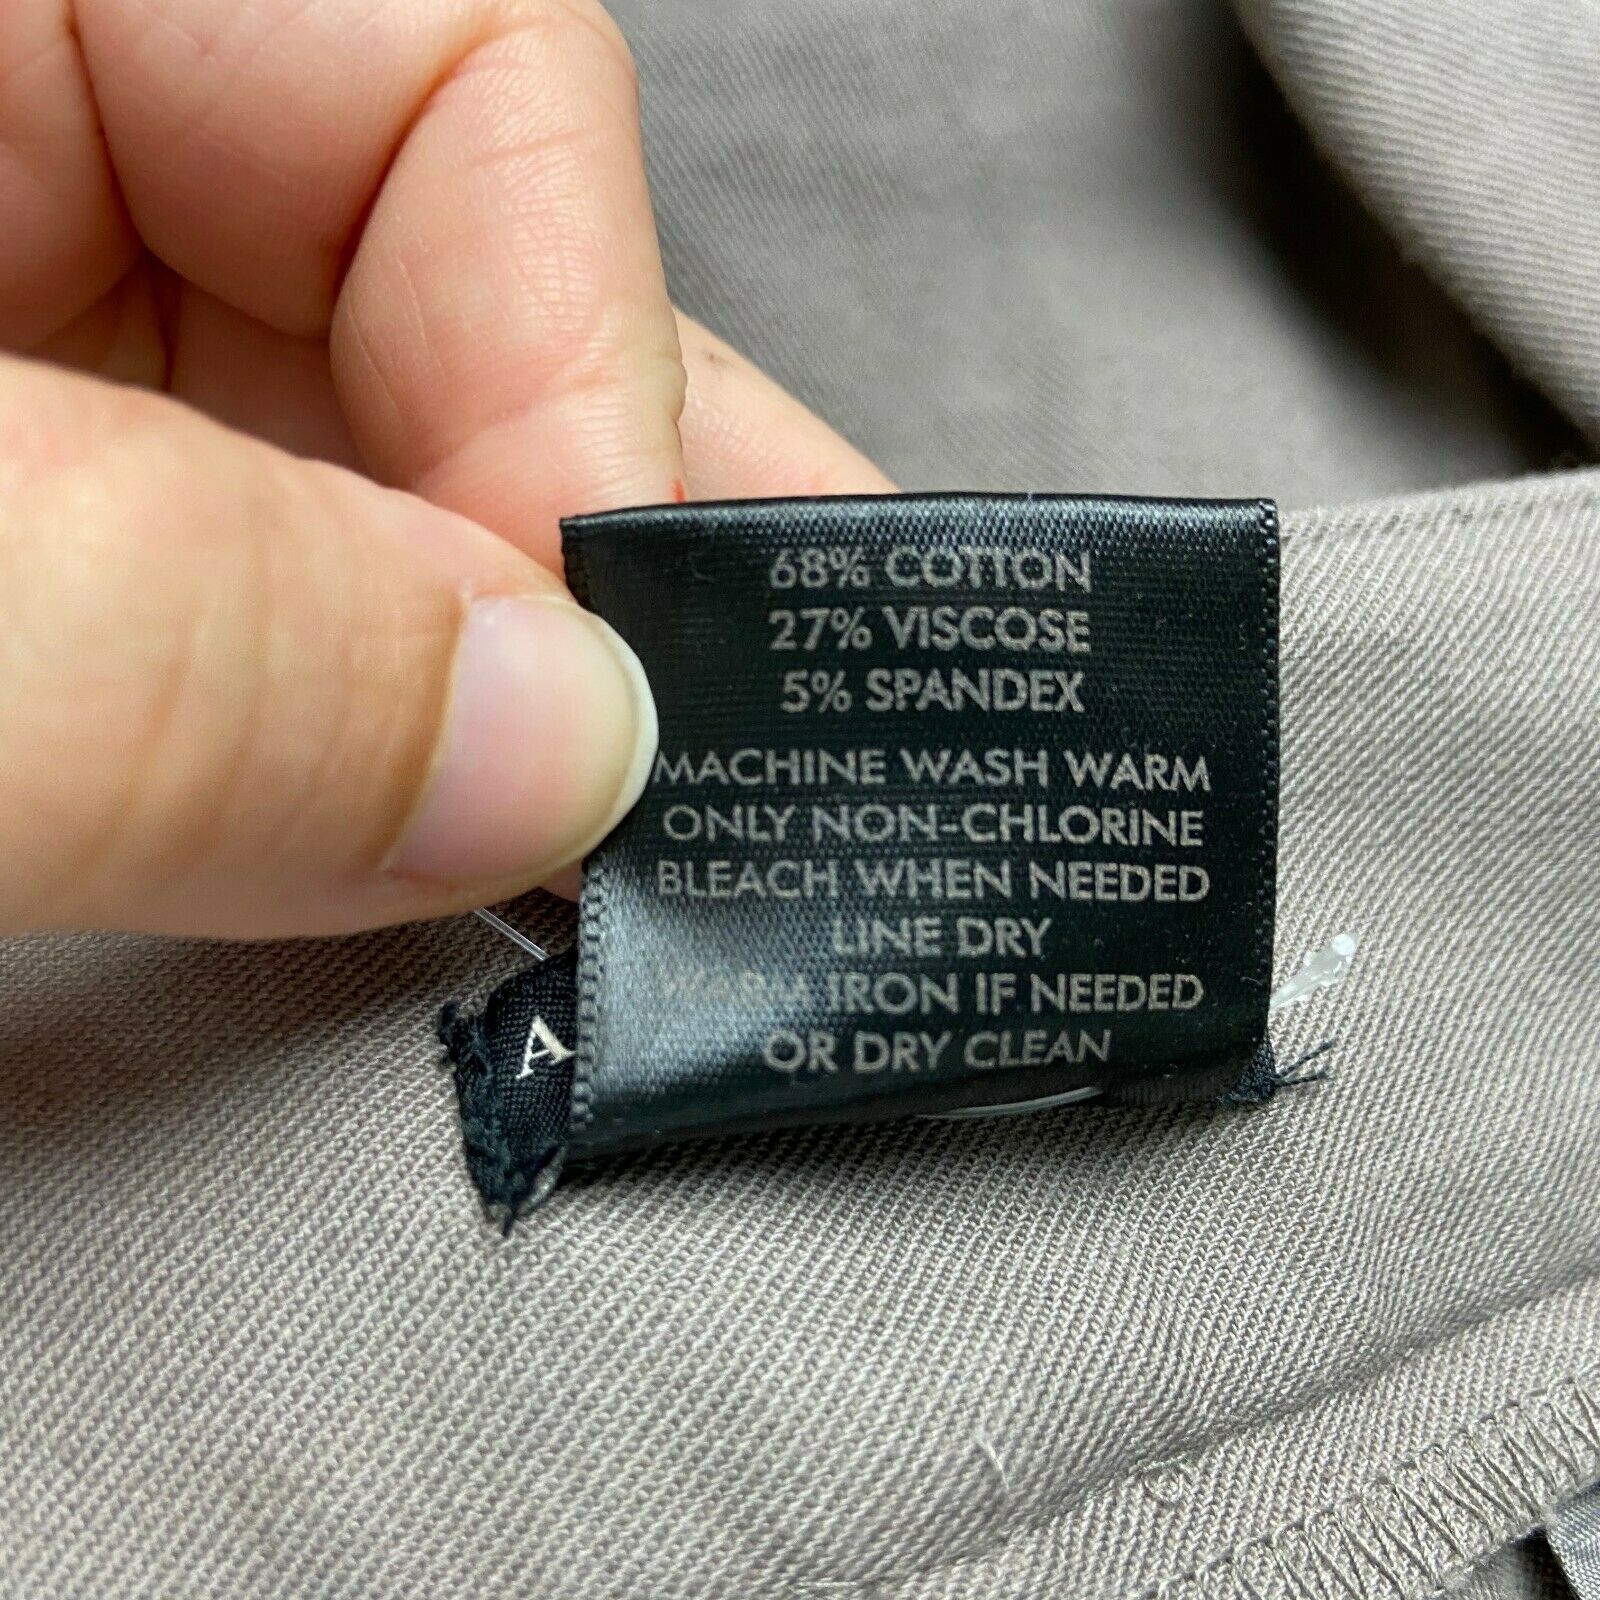 68% COTTON
27% VISCOSE
5% SPANDEX
MACHINE WASH WARM
ONLY NON-CHLORINE
BLEACH WHEN NEEDED
LINE DRY
WARM IRON IF NEEDED
OR DRY CLEAN
A